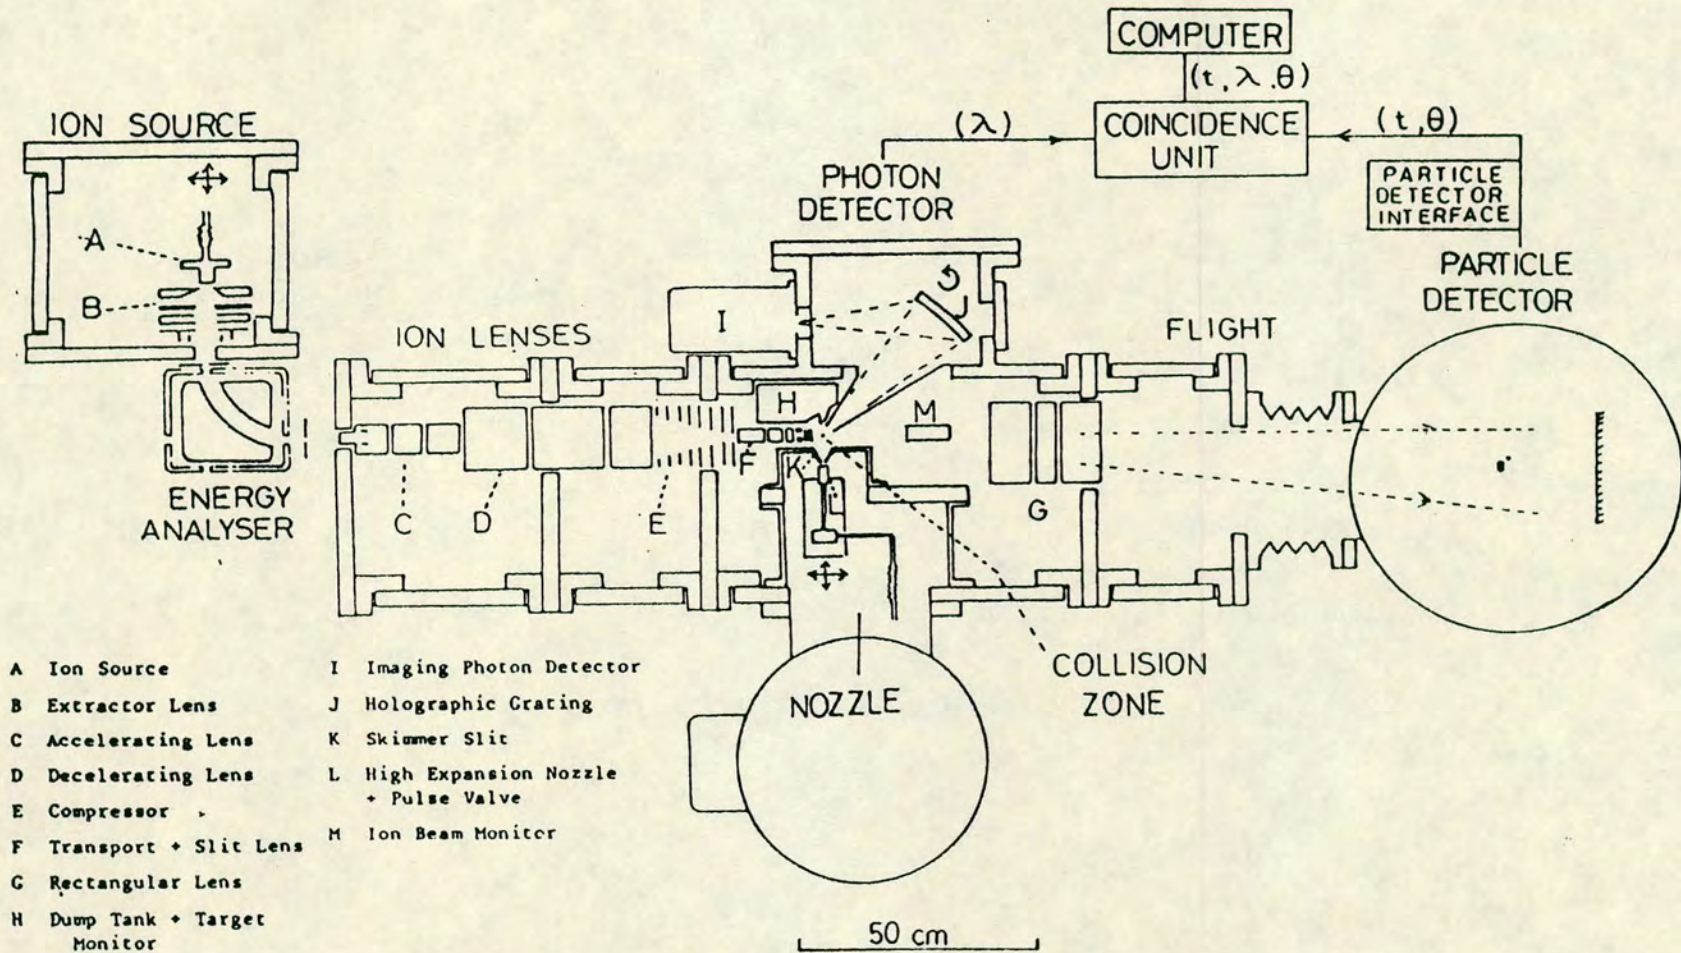 COMPUTER
(t, λ.θ)
ION SOURCE
(λ)
COINCIDENCE
UNIT
(t,θ)
PHOTON
DETECTOR
PARTICLE
DETECTOR
INTERFACE
PARTICLE
DETECTOR
A
B
J
I
ION LENSES
FLIGHT
H
M
F
K
L
ENERGY
ANALYSER
C
D
E
G
COLLISION
ZONE
NOZZLE
A Ion Source
B Extractor Lens
C Accelerating Lens
D Decelerating Lens
E Compressor
F Transport + Slit Lens
G Rectangular Lens
H Dump Tank + Target
Monitor
I Imaging Photon Detector
J Holographic Grating
K Skimmer Slit
L High Expansion Nozzle
+ Pulse Valve
M Ion Beam Monitor
50 cm